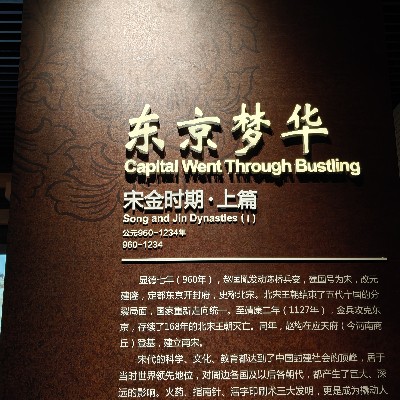 东京梦华
Capital Went Through Bustling
宋金时期·上篇
Song and Jin Dynasties ( I )
公元960-1234年
960-1234
显德七年（960年），赵匡胤发动陈桥兵变，建国号为宋，改元
建隆，定都东京开封府，史称北宋。北宋王朝结束了五代十国的分
裂局面，国家重新走向统一。至靖康二年（1127年），金兵攻克东
京，存续了168年的北宋王朝灭亡。同年，赵构在应天府（今河南商
丘）登基，建立南宋。
宋代的科学、文化、教育都达到了中国封建社会的顶峰，居于
当时世界领先地位，对周边各国及以后各朝代，都产生了巨大、深
远的影响。火药、指南针、活字印刷术三大发明，更是成为撬动人